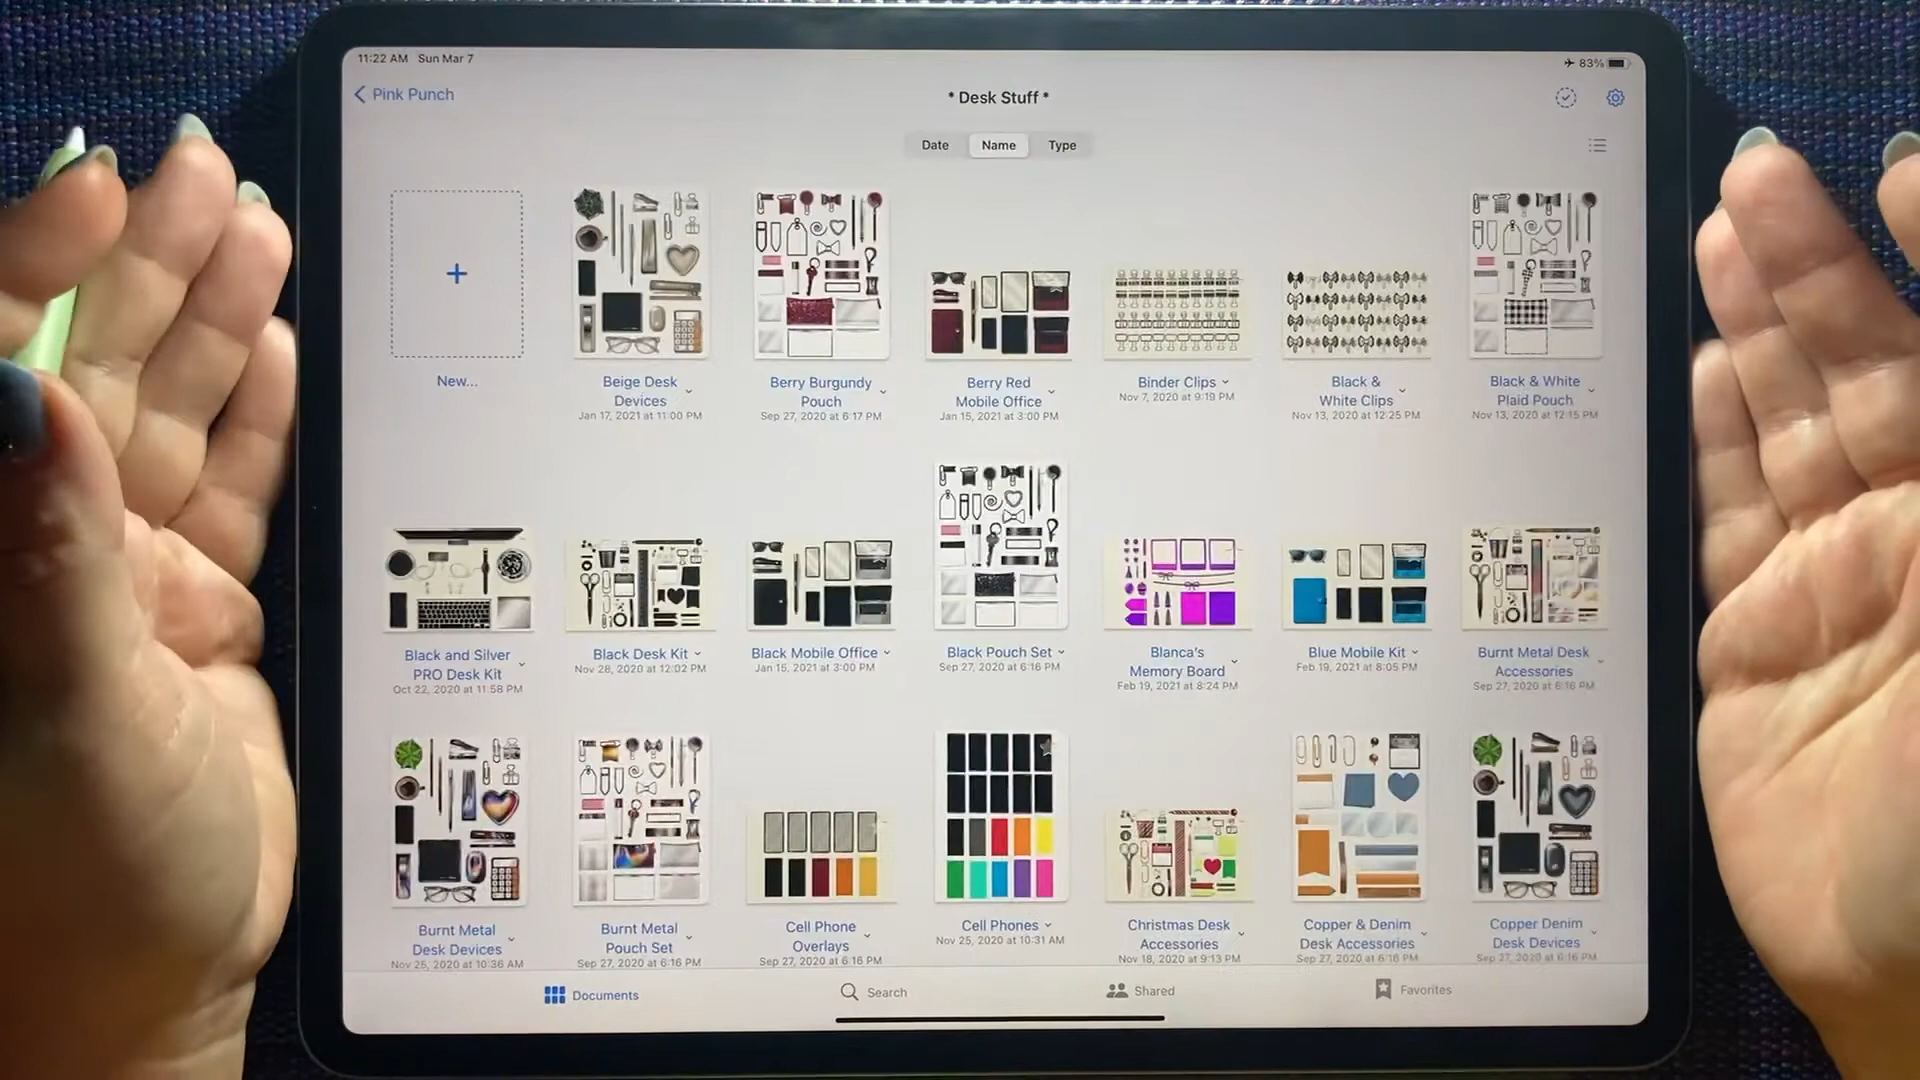 11:22 AM Sun Mar 7
83%
Pink Punch
* Desk Stuff *
Date Name Type
New...
Beige Desk
Devices
Jan 17, 2021 at 11:00 PM
Berry Burgundy
Pouch
Sep 27, 2020 at 6:17 PM
Berry Red
Mobile Office
Jan 15, 2021 at 3:00 PM
Binder Clips
Nov 7, 2020 at 9:19 PM
Black &
White Clips
Nov 13, 2020 at 12:25 PM
Black & White
Plaid Pouch
Nov 13, 2020 at 12:15 PM
Black and Silver
PRO Desk Kit
Oct 22, 2020 at 11:58 PM
Black Desk Kit
Nov 28, 2020 at 12:02 PM
Black Mobile Office
Jan 15, 2021 at 3:00 PM
Black Pouch Set
Sep 27, 2020 at 6:16 PM
Blanca's
Memory Board
Feb 19, 2021 at 8:24 PM
Blue Mobile Kit
Feb 19, 2021 at 8:05 PM
Burnt Metal Desk
Accessories
Sep 27, 2020 at 6:16 PM
Burnt Metal
Desk Devices
Nov 25, 2020 at 10:36 AM
Burnt Metal
Pouch Set
Sep 27, 2020 at 6:16 PM
Cell Phone
Overlays
Sep 27, 2020 at 6:16 PM
Cell Phones
Nov 25, 2020 at 10:31 AM
Christmas Desk
Accessories
Nov 18, 2020 at 9:13 PM
Copper & Denim
Desk Accessories
Sep 27, 2020 at 6:16 PM
Copper Denim
Desk Devices
Sep 27, 2020 at 6:16 PM
Documents
Search
Shared
Favorites